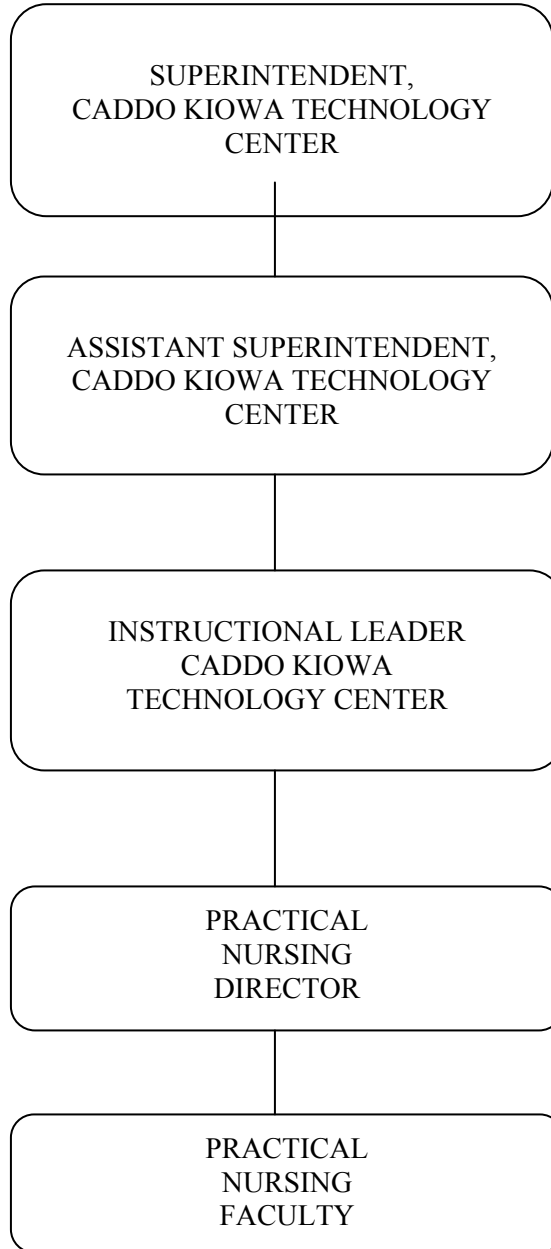 SUPERINTENDENT,
CADDO KIOWA TECHNOLOGY
CENTER
ASSISTANT SUPERINTENDENT,
CADDO KIOWA TECHNOLOGY
CENTER
INSTRUCTIONAL LEADER
CADDO KIOWA
TECHNOLOGY CENTER
PRACTICAL
NURSING
DIRECTOR
PRACTICAL
NURSING
FACULTY